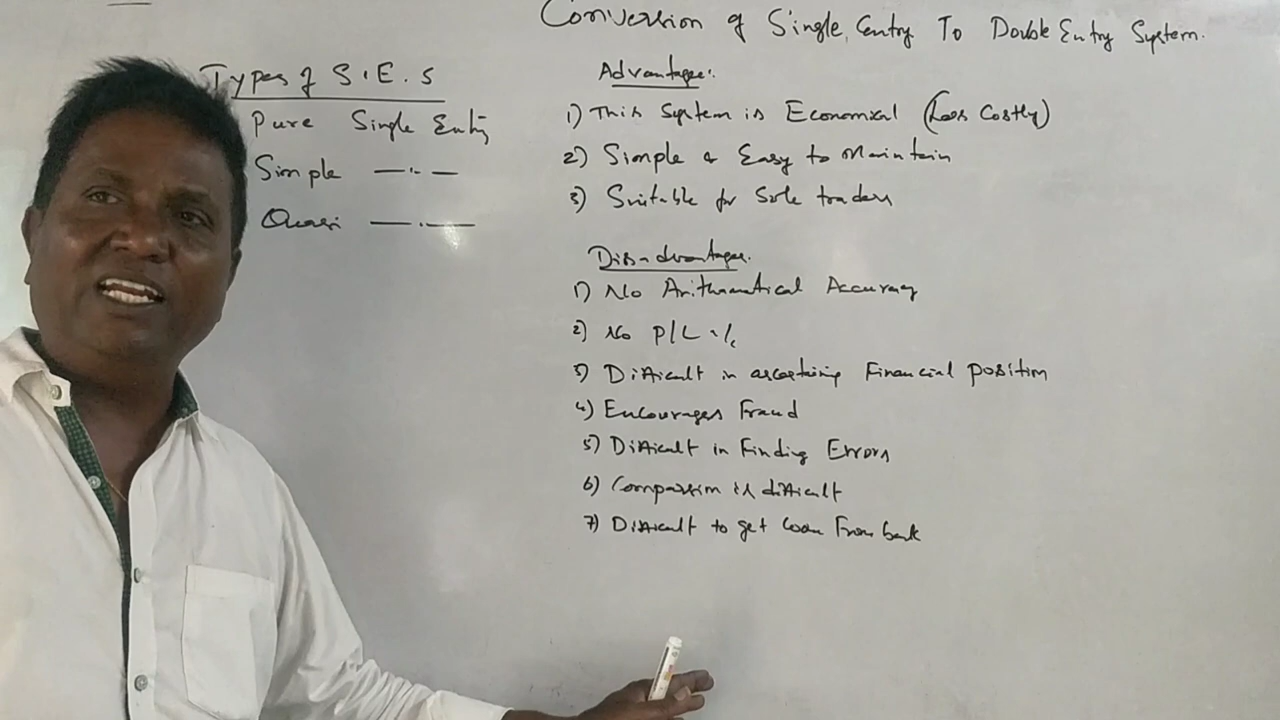 Conversion of Single Entry To Double Entry System.
Types of S.E.S
Pure Single Entry
Simple —.—
Quasi —.—
Advantages:
1) This System is Economical (Less Costly)
2) Simple & Easy to Maintain
3) Suitable for Sole traders
Dis-advantages.
1) No Arithmatical Accuracy
2) No P/L a/c
3) Difficult in ascertaining Financial position
4) Encourages Fraud
5) Difficult in Finding Errors
6) Comparsion is difficult
7) Difficult to get Loan From bank